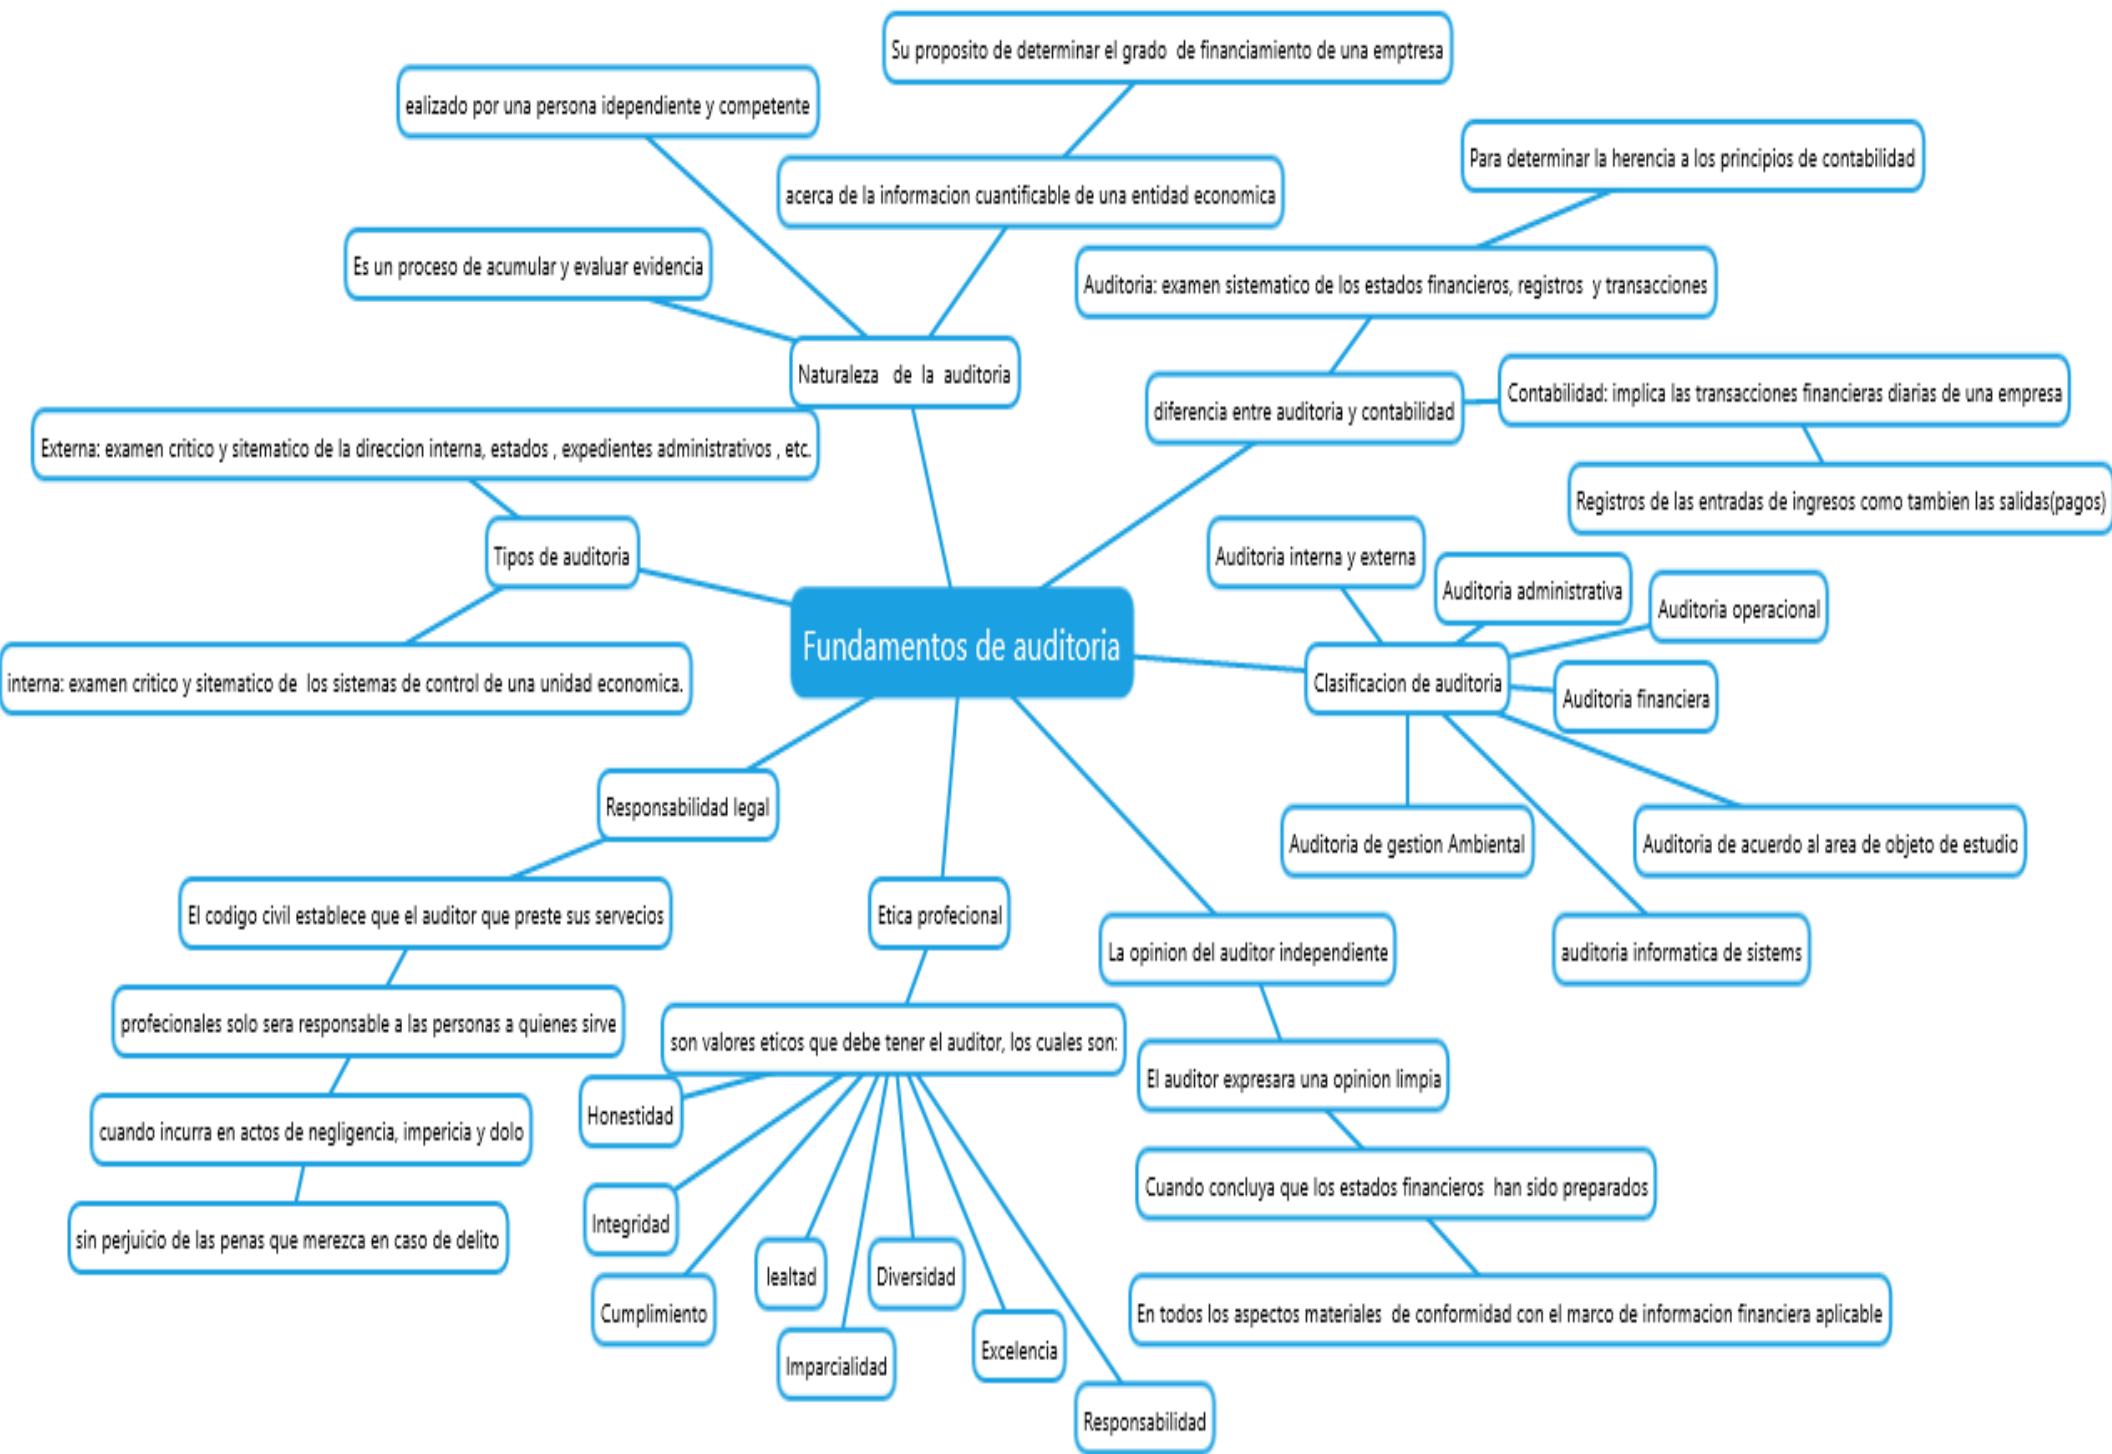 Su proposito de determinar el grado  de financiamiento de una emptresa
ealizado por una persona idependiente y competente
Para determinar la herencia a los principios de contabilidad
acerca de la informacion cuantificable de una entidad economica
Es un proceso de acumular y evaluar evidencia
Auditoria: examen sistematico de los estados financieros, registros  y transacciones
Naturaleza   de  la  auditoria
diferencia entre auditoria y contabilidad
Contabilidad: implica las transacciones financieras diarias de una empresa
Externa: examen critico y sitematico de la direccion interna, estados , expedientes administrativos , etc.
Registros de las entradas de ingresos como tambien las salidas(pagos)
Tipos de auditoria
Auditoria interna y externa
Auditoria administrativa
Auditoria operacional
Fundamentos de auditoria
interna: examen critico y sitematico de  los sistemas de control de una unidad economica.
Clasificacion de auditoria
Auditoria financiera
Responsabilidad legal
Auditoria de gestion Ambiental
Auditoria de acuerdo al area de objeto de estudio
El codigo civil establece que el auditor que preste sus servecios
Etica profecional
La opinion del auditor independiente
auditoria informatica de sistems
profecionales solo sera responsable a las personas a quienes sirve
son valores eticos que debe tener el auditor, los cuales son:
El auditor expresara una opinion limpia
Honestidad
cuando incurra en actos de negligencia, impericia y dolo
Cuando concluya que los estados financieros  han sido preparados
Integridad
sin perjuicio de las penas que merezca en caso de delito
lealtad
Diversidad
Cumplimiento
En todos los aspectos materiales  de conformidad con el marco de informacion financiera aplicable
Excelencia
Imparcialidad
Responsabilidad